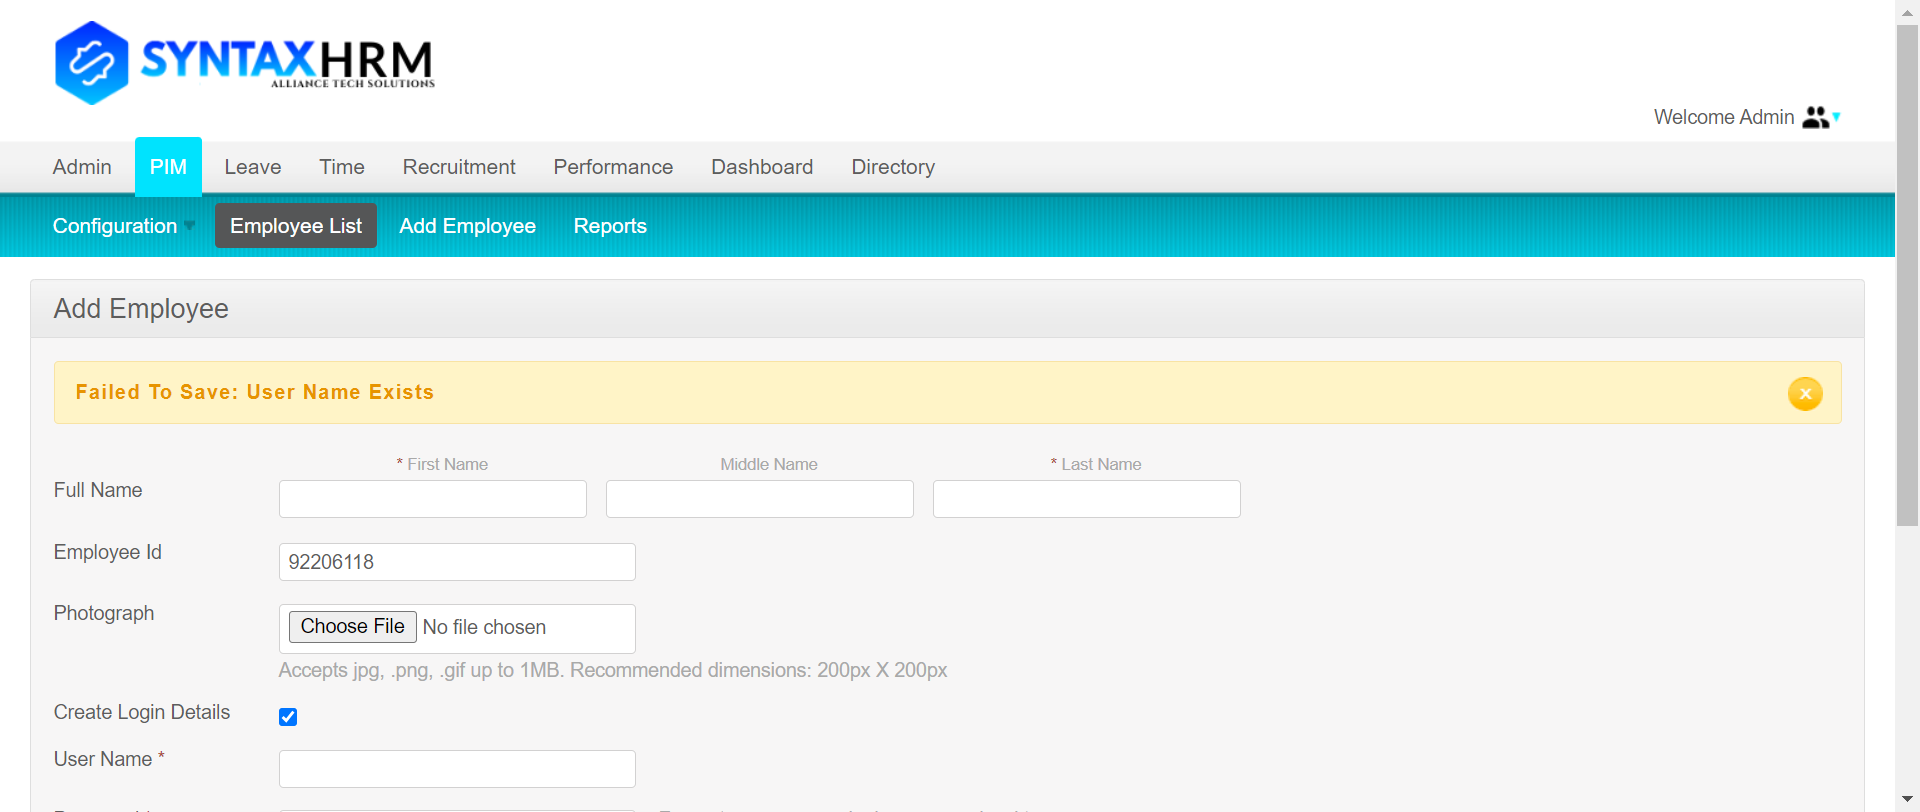 SYNTAXHRM
ALLIANCE TECH SOLUTIONS
Welcome Admin
Admin PIM Leave Time Recruitment Performance Dashboard Directory
Configuration Employee List Add Employee Reports
Add Employee
Failed To Save: User Name Exists
* First Name Middle Name * Last Name
Full Name
Employee Id 92206118
Photograph Choose File No file chosen
Accepts jpg, .png, .gif up to 1MB. Recommended dimensions: 200px X 200px
Create Login Details
User Name *